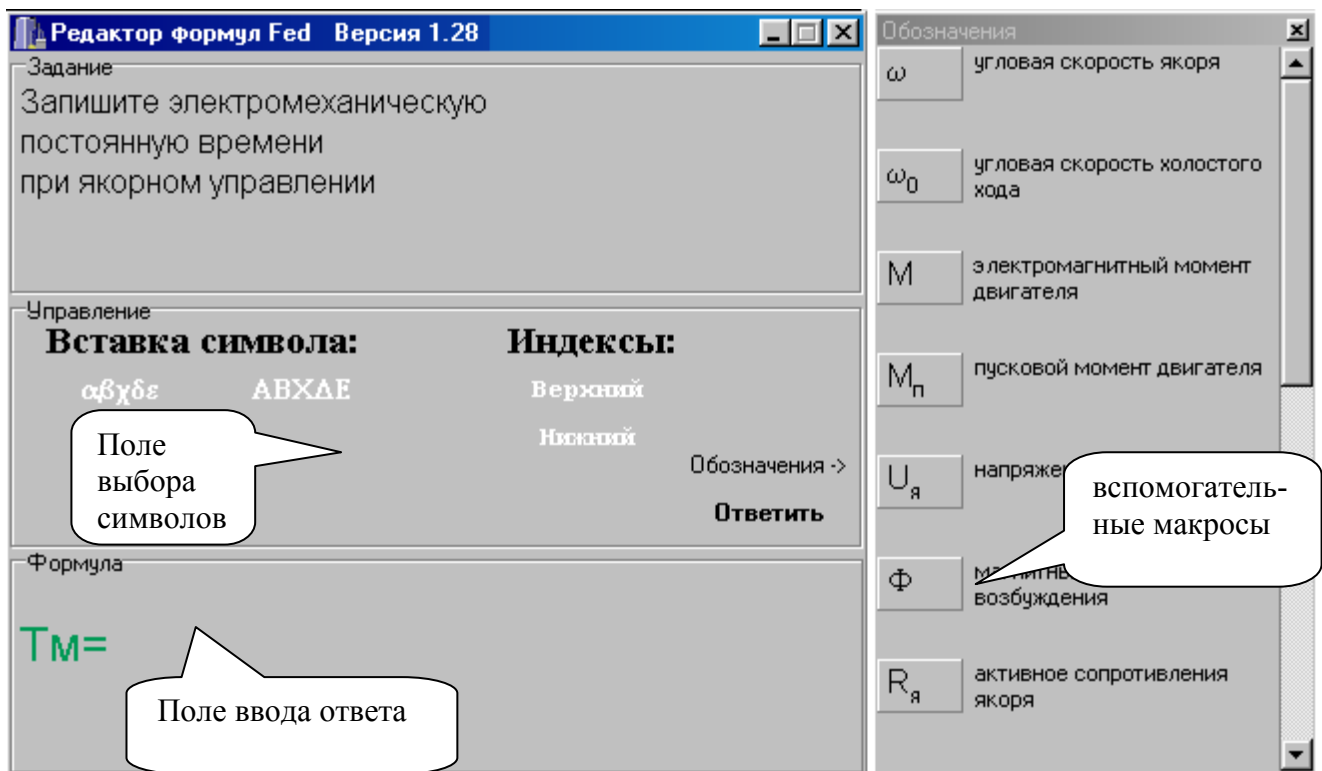 Редактор формул Fed Версия 1.28
Задание
Запишите электромеханическую
постоянную времени
при якорном управлении
Управление
Вставка символа:
Индексы:
αβχδε
ΑΒΧΔΕ
Верхний
Нижний
Обозначения ->
Ответить
Поле
выбора
символов
Формула
Тм=
Поле ввода ответа
Обозначения
ω
угловая скорость якоря
ω0
угловая скорость холостого
хода
М
электромагнитный момент
двигателя
Мп
пусковой момент двигателя
Uя
вспомогатель-
ные макросы
Ф
возбуждения
Rя
активное сопротивления
якоря